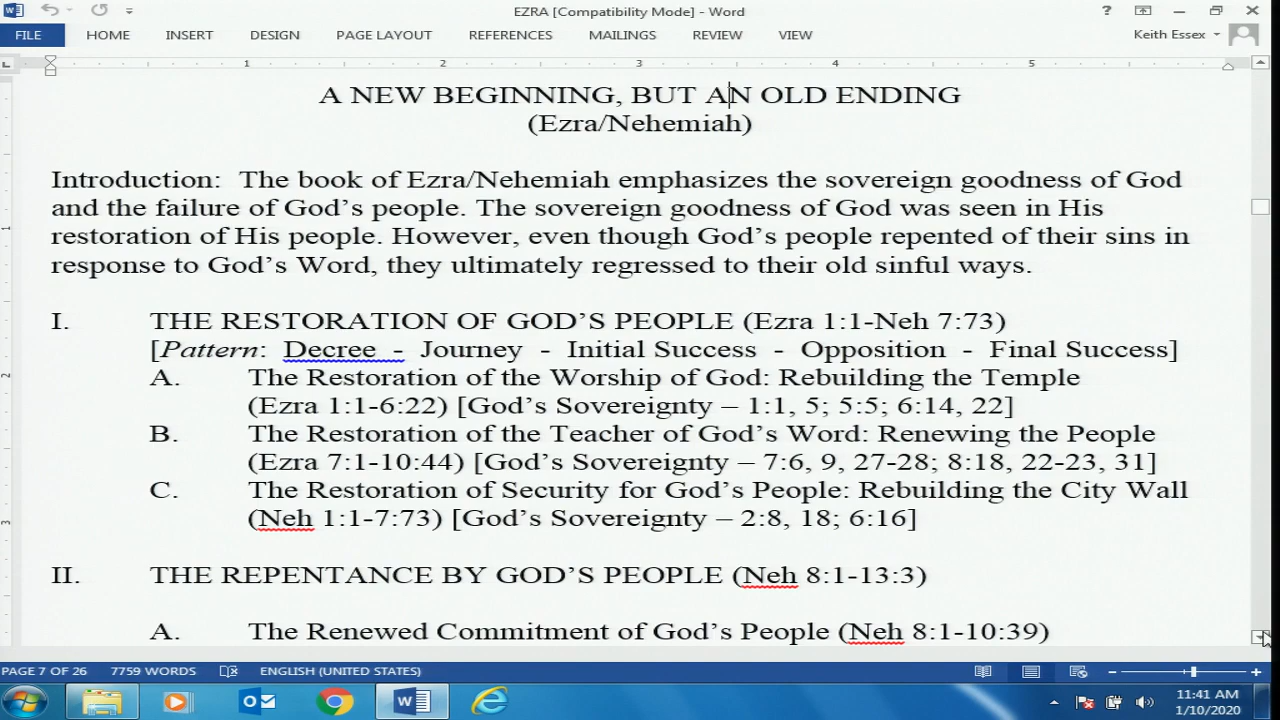 EZRA [Compatibility Mode] - Word
?
FILE HOME INSERT DESIGN PAGE LAYOUT REFERENCES MAILINGS REVIEW VIEW Keith Essex
L 1 2 3 4 5
A NEW BEGINNING, BUT AN OLD ENDING
(Ezra/Nehemiah)
Introduction: The book of Ezra/Nehemiah emphasizes the sovereign goodness of God
and the failure of God’s people. The sovereign goodness of God was seen in His
restoration of His people. However, even though God’s people repented of their sins in
response to God’s Word, they ultimately regressed to their old sinful ways.
I. THE RESTORATION OF GOD’S PEOPLE (Ezra 1:1-Neh 7:73)
[Pattern: Decree - Journey - Initial Success - Opposition - Final Success]
A. The Restoration of the Worship of God: Rebuilding the Temple
(Ezra 1:1-6:22) [God’s Sovereignty – 1:1, 5; 5:5; 6:14, 22]
B. The Restoration of the Teacher of God’s Word: Renewing the People
(Ezra 7:1-10:44) [God’s Sovereignty – 7:6, 9, 27-28; 8:18, 22-23, 31]
C. The Restoration of Security for God’s People: Rebuilding the City Wall
(Neh 1:1-7:73) [God’s Sovereignty – 2:8, 18; 6:16]
II. THE REPENTANCE BY GOD’S PEOPLE (Neh 8:1-13:3)
A. The Renewed Commitment of God’s People (Neh 8:1-10:39)
1
2
3
PAGE 7 OF 26 7759 WORDS ENGLISH (UNITED STATES)
11:41 AM
1/10/2020